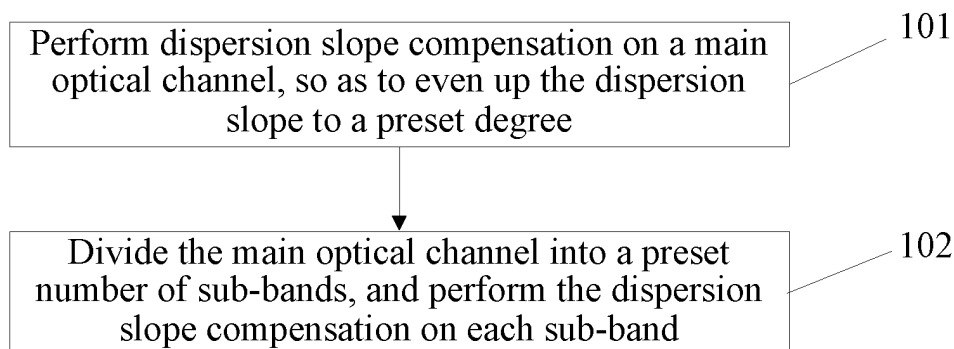 Perform dispersion slope compensation on a main
optical channel, so as to even up the dispersion
slope to a preset degree
101
Divide the main optical channel into a preset
number of sub-bands, and perform the dispersion
slope compensation on each sub-band
102